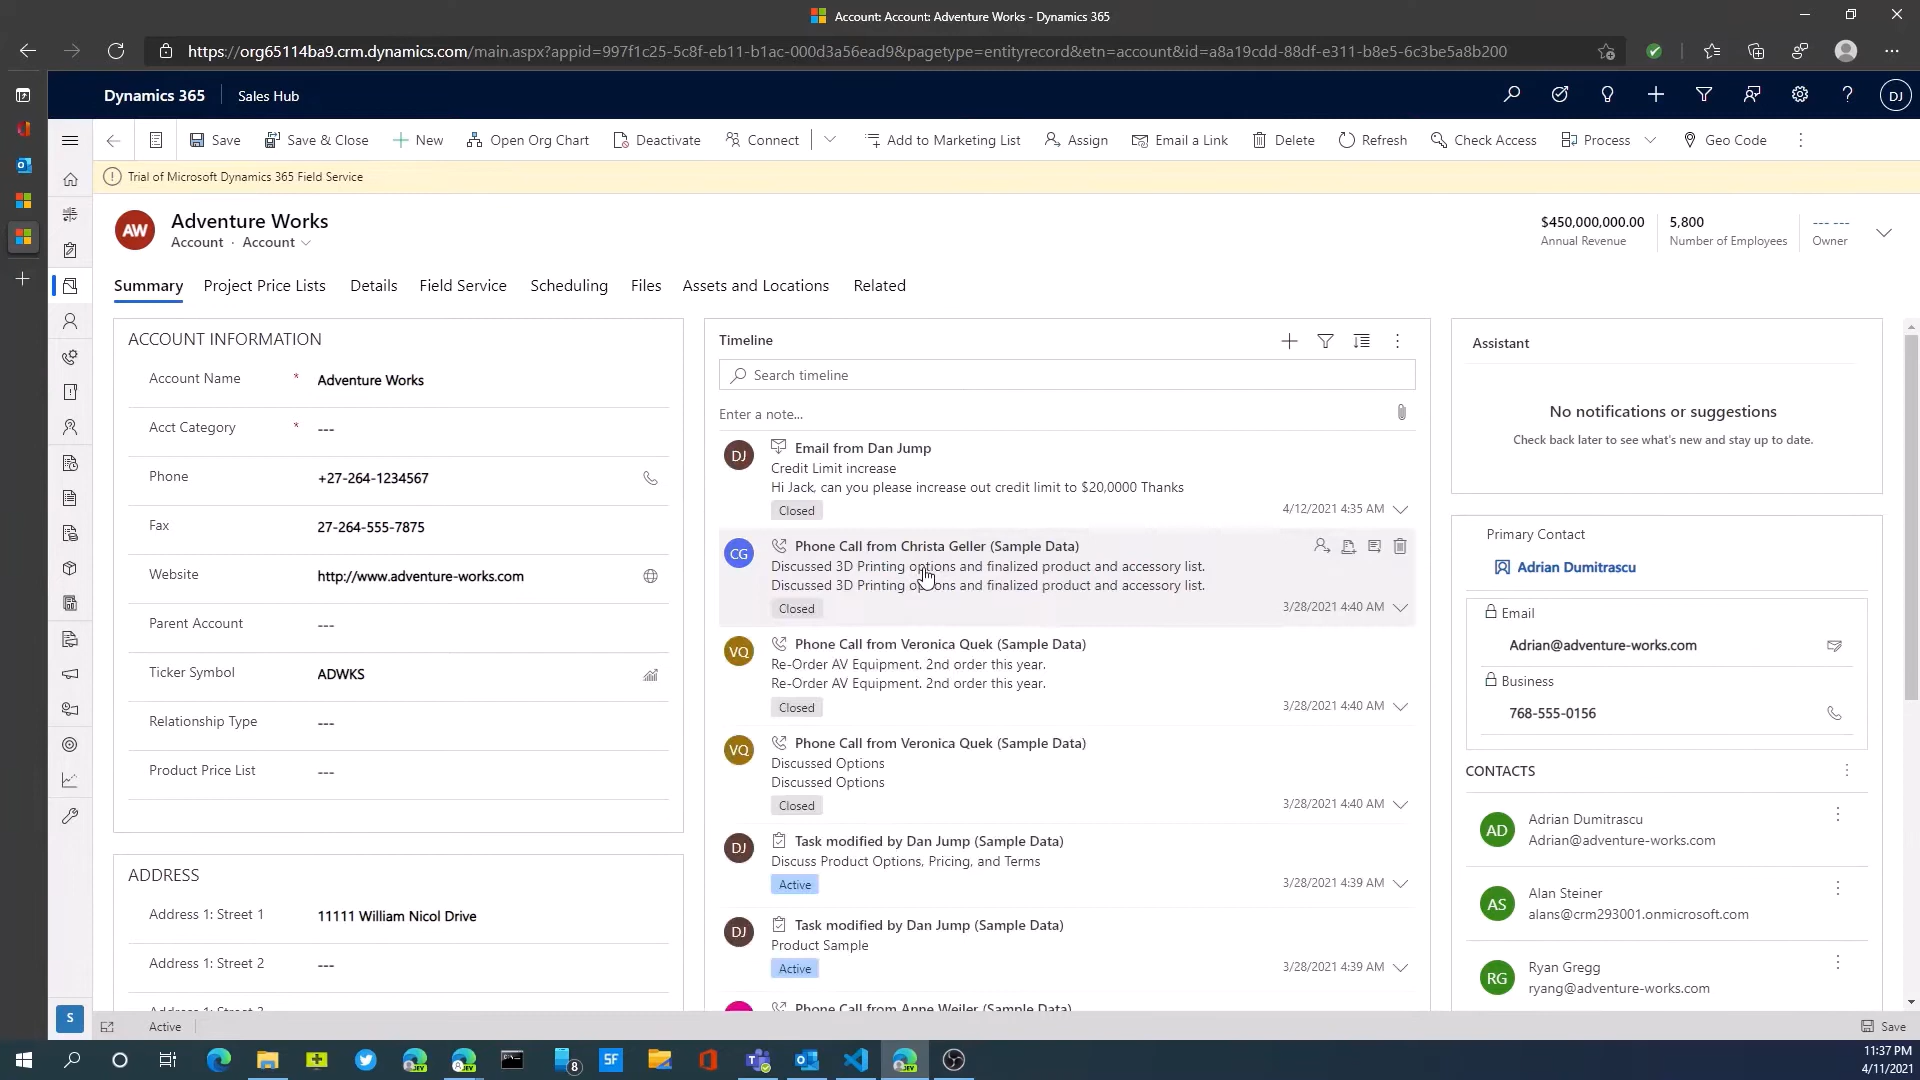 Account: Account: Adventure Works - Dynamics 365
https://org65114ba9.crm.dynamics.com/main.aspx?appid=997f1c25-5c8f-eb11-b1ac-000d3a56ead9&pagetype=entityrecord&etn=account&id=a8a19cdd-88df-e311-b8e5-6c3be5a8b200
Dynamics 365 Sales Hub DJ
Save Save & Close New Open Org Chart Deactivate Connect Add to Marketing List Assign Email a Link Delete Refresh Check Access Process Geo Code
Trial of Microsoft Dynamics 365 Field Service
AW
Adventure Works
Account · Account
$450,000,000.00
Annual Revenue
5,800
Number of Employees
--- ---
Owner
Summary Project Price Lists Details Field Service Scheduling Files Assets and Locations Related
ACCOUNT INFORMATION
Account Name * Adventure Works
Acct Category * ---
Phone +27-264-1234567
Fax 27-264-555-7875
Website http://www.adventure-works.com
Parent Account ---
Ticker Symbol ADWKS
Relationship Type ---
Product Price List ---
ADDRESS
Address 1: Street 1 11111 William Nicol Drive
Address 1: Street 2 ---
Timeline
Search timeline
Enter a note...
DJ
Email from Dan Jump
Credit Limit increase
Hi Jack, can you please increase out credit limit to $20,0000 Thanks
Closed 4/12/2021 4:35 AM
CG
Phone Call from Christa Geller (Sample Data)
Discussed 3D Printing options and finalized product and accessory list.
Discussed 3D Printing options and finalized product and accessory list.
Closed 3/28/2021 4:40 AM
VQ
Phone Call from Veronica Quek (Sample Data)
Re-Order AV Equipment. 2nd order this year.
Re-Order AV Equipment. 2nd order this year.
Closed 3/28/2021 4:40 AM
VQ
Phone Call from Veronica Quek (Sample Data)
Discussed Options
Discussed Options
Closed 3/28/2021 4:40 AM
DJ
Task modified by Dan Jump (Sample Data)
Discuss Product Options, Pricing, and Terms
Active 3/28/2021 4:39 AM
DJ
Task modified by Dan Jump (Sample Data)
Product Sample
Active 3/28/2021 4:39 AM
Phone Call from Anne Weiler (Sample Data)
Assistant
No notifications or suggestions
Check back later to see what's new and stay up to date.
Primary Contact
Adrian Dumitrascu
Email
Adrian@adventure-works.com
Business
768-555-0156
CONTACTS
AD
Adrian Dumitrascu
Adrian@adventure-works.com
AS
Alan Steiner
alans@crm293001.onmicrosoft.com
RG
Ryan Gregg
ryang@adventure-works.com
S
Active
Save
SF
8
11:37 PM
4/11/2021